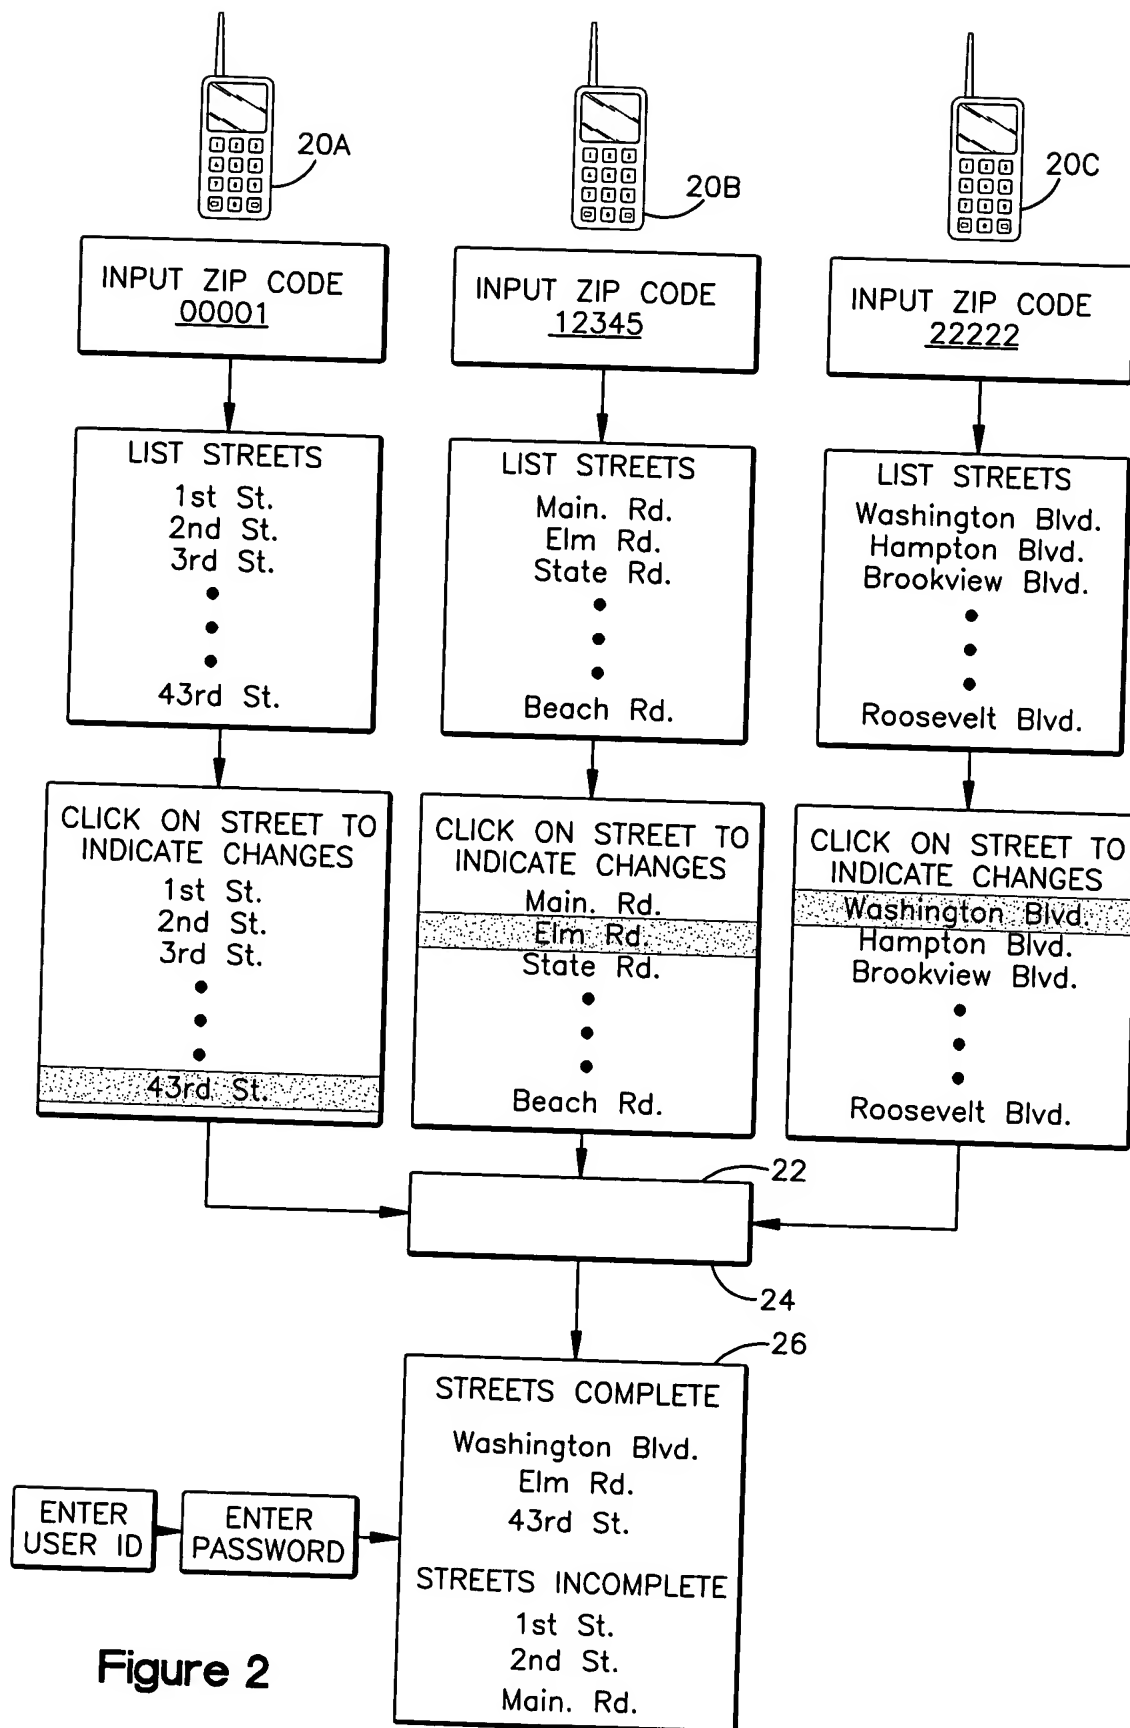 20A
20B
20C
INPUT ZIP CODE
00001
INPUT ZIP CODE
12345
INPUT ZIP CODE
22222
LIST STREETS
1st St.
2nd St.
3rd St.
43rd St.
LIST STREETS
Main. Rd.
Elm Rd.
State Rd.
Beach Rd.
LIST STREETS
Washington Blvd.
Hampton Blvd.
Brookview Blvd.
Roosevelt Blvd.
CLICK ON STREET TO
INDICATE CHANGES
1st St.
2nd St.
3rd St.
43rd St.
CLICK ON STREET TO
INDICATE CHANGES
Main. Rd.
Elm Rd.
State Rd.
Beach Rd.
CLICK ON STREET TO
INDICATE CHANGES
Washington Blvd
Hampton Blvd.
Brookview Blvd.
Roosevelt Blvd.
22
24
26
STREETS COMPLETE
Washington Blvd.
Elm Rd.
43rd St.
STREETS INCOMPLETE
1st St.
2nd St.
Main. Rd.
ENTER
USER ID
ENTER
PASSWORD
Figure 2